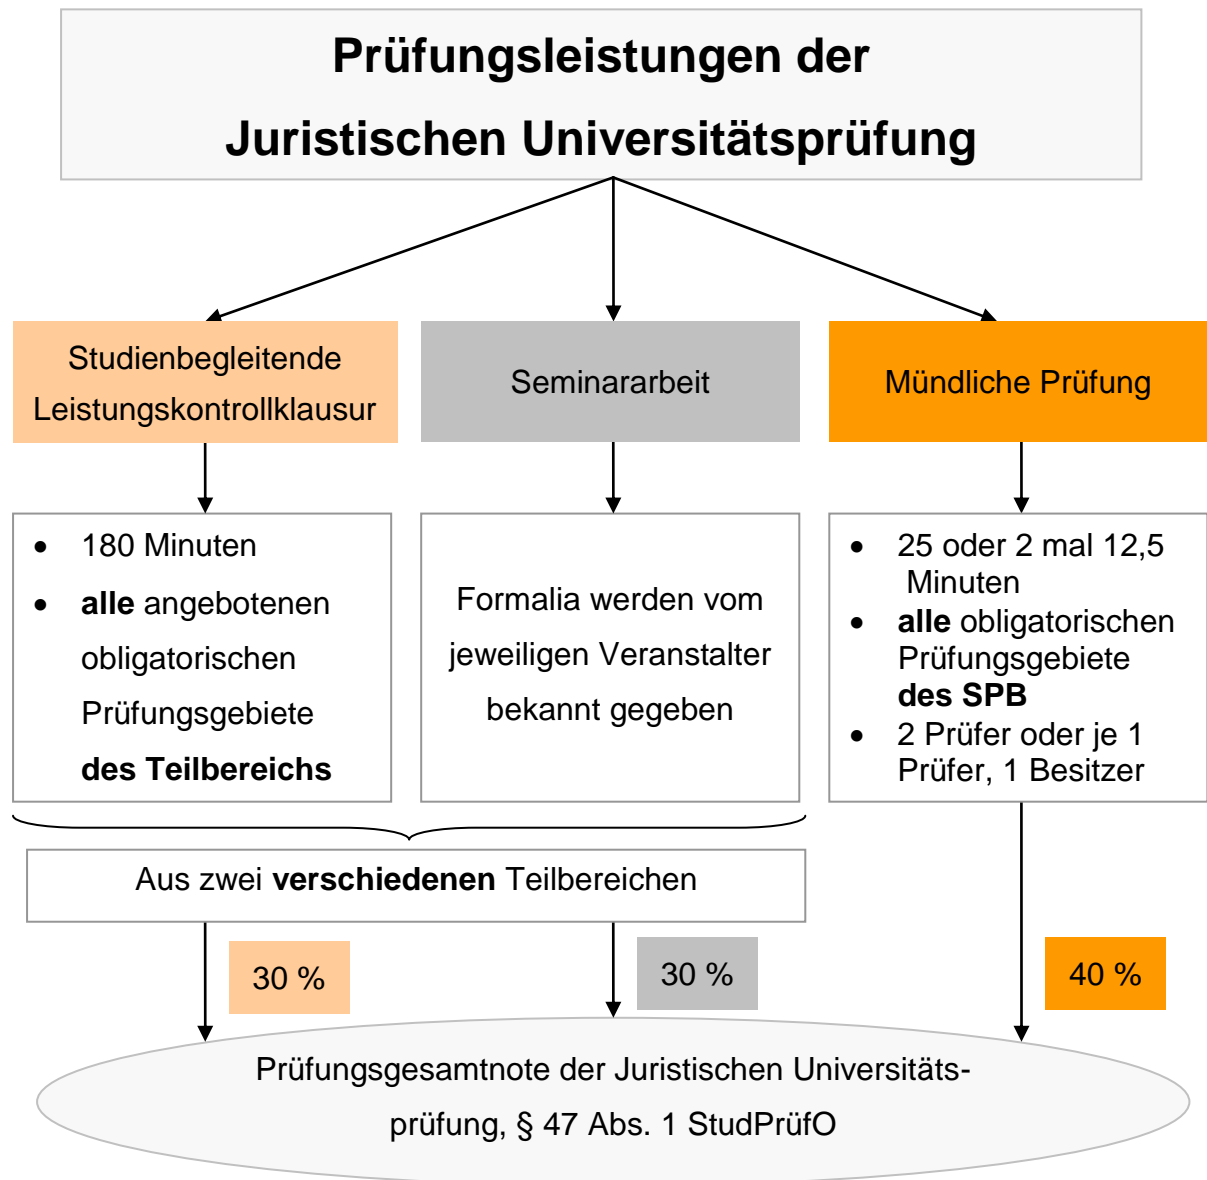 Prüfungsleistungen der
Juristischen Universitätsprüfung
Studienbegleitende
Leistungskontrollklausur
Seminararbeit
Mündliche Prüfung
• 180 Minuten
• alle angebotenen
obligatorischen
Prüfungsgebiete
des Teilbereichs
Formalia werden vom
jeweiligen Veranstalter
bekannt gegeben
• 25 oder 2 mal 12,5
Minuten
• alle obligatorischen
Prüfungsgebiete
des SPB
• 2 Prüfer oder je 1
Prüfer, 1 Besitzer
Aus zwei verschiedenen Teilbereichen
30 %
30 %
40 %
Prüfungsgesamtnote der Juristischen Universitäts-
prüfung, § 47 Abs. 1 StudPrüfO